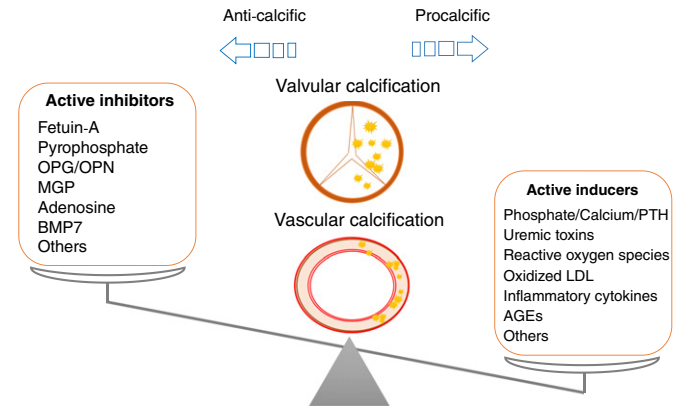 Anti-calcific
Procalcific
Valvular calcification
Active inhibitors
Fetuin-A
Pyrophosphate
OPG/OPN
MGP
Adenosine
BMP7
Others
Vascular calcification
Active inducers
Phosphate/Calcium/PTH
Uremic toxins
Reactive oxygen species
Oxidized LDL
Inflammatory cytokines
AGEs
Others